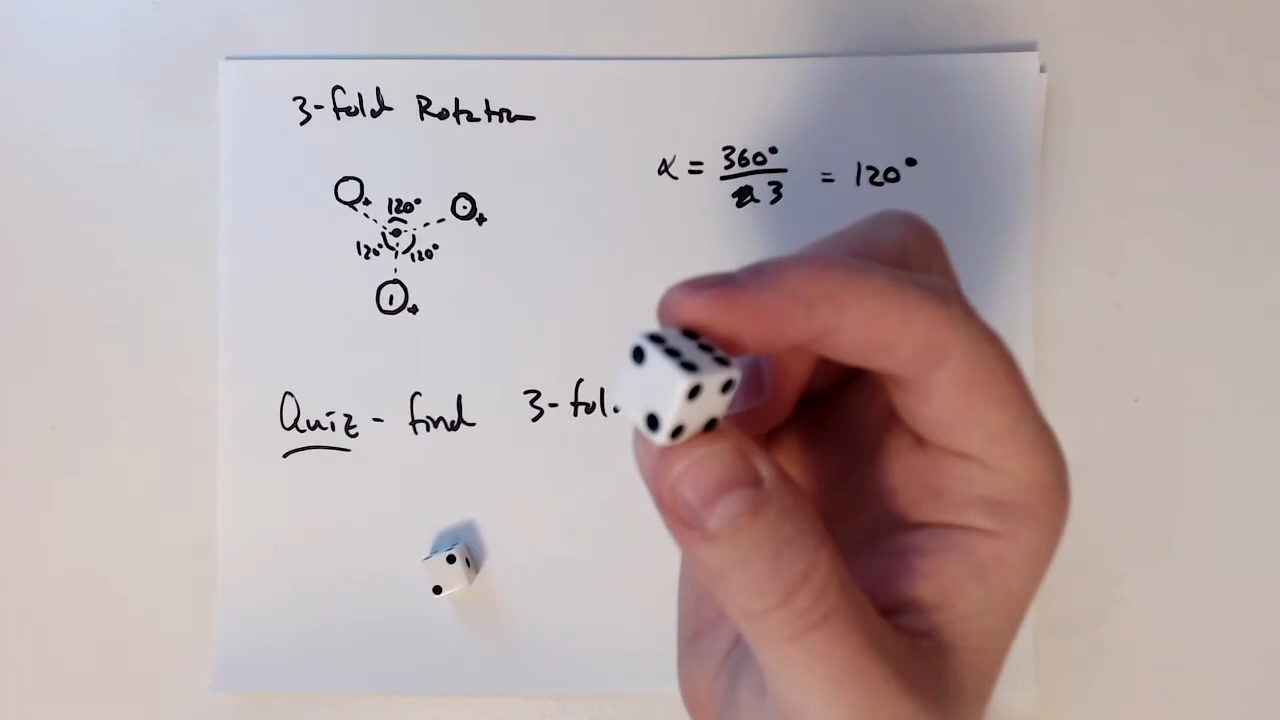 3-fold Rotation
α = 360° / 3 = 120°
120°
120° 120°
Quiz - find 3-fol